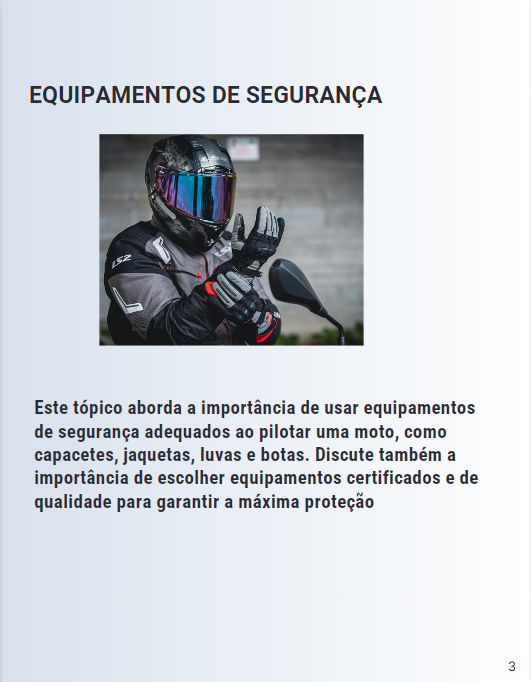 EQUIPAMENTOS DE SEGURANÇA
LS2
Este tópico aborda a importância de usar equipamentos
de segurança adequados ao pilotar uma moto, como
capacetes, jaquetas, luvas e botas. Discute também a
importância de escolher equipamentos certificados e de
qualidade para garantir a máxima proteção
3